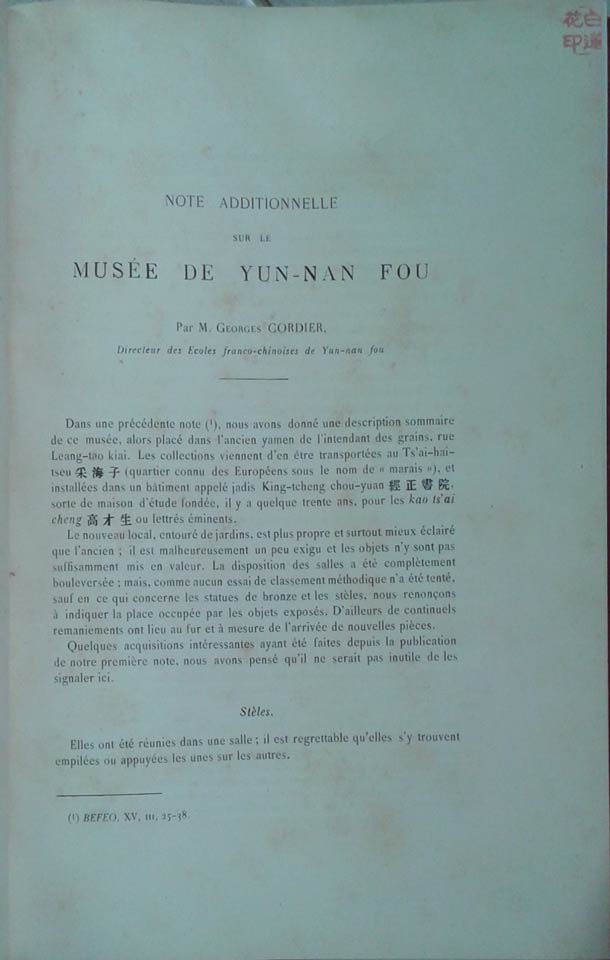 白蓮
花印
NOTE ADDITIONNELLE
SUR LE
MUSÉE DE YUN-NAN FOU
Par M. Georges CORDIER,
Directeur des Ecoles franco-chinoises de Yun-nan fou
Dans une précédente note (¹), nous avons donné une description sommaire
de ce musée, alors placé dans l'ancien yamen de l'intendant des grains, rue
Leang-tao kiai. Les collections viennent d'en être transportées au Ts'ai-hai-
tseu 采海子 (quartier connu des Européens sous le nom de « marais »), et
installées dans un bâtiment appelé jadis King-tcheng chou-yuan 經正書院,
sorte de maison d'étude fondée, il y a quelque trente ans, pour les kao ts'ai
cheng 高才生 ou lettrés éminents.
Le nouveau local, entouré de jardins, est plus propre et surtout mieux éclairé
que l'ancien ; il est malheureusement un peu exigu et les objets n'y sont pas
suffisamment mis en valeur. La disposition des salles a été complètement
bouleversée ; mais, comme aucun essai de classement méthodique n'a été tenté,
sauf en ce qui concerne les statues de bronze et les stèles, nous renonçons
à indiquer la place occupée par les objets exposés. D'ailleurs de continuels
remaniements ont lieu au fur et à mesure de l'arrivée de nouvelles pièces.
Quelques acquisitions intéressantes ayant été faites depuis la publication
de notre première note, nous avons pensé qu'il ne serait pas inutile de les
signaler ici.
Stèles.
Elles ont été réunies dans une salle ; il est regrettable qu'elles s'y trouvent
empilées ou appuyées les unes sur les autres.
(¹) BEFEO, XV, III, 25-38.